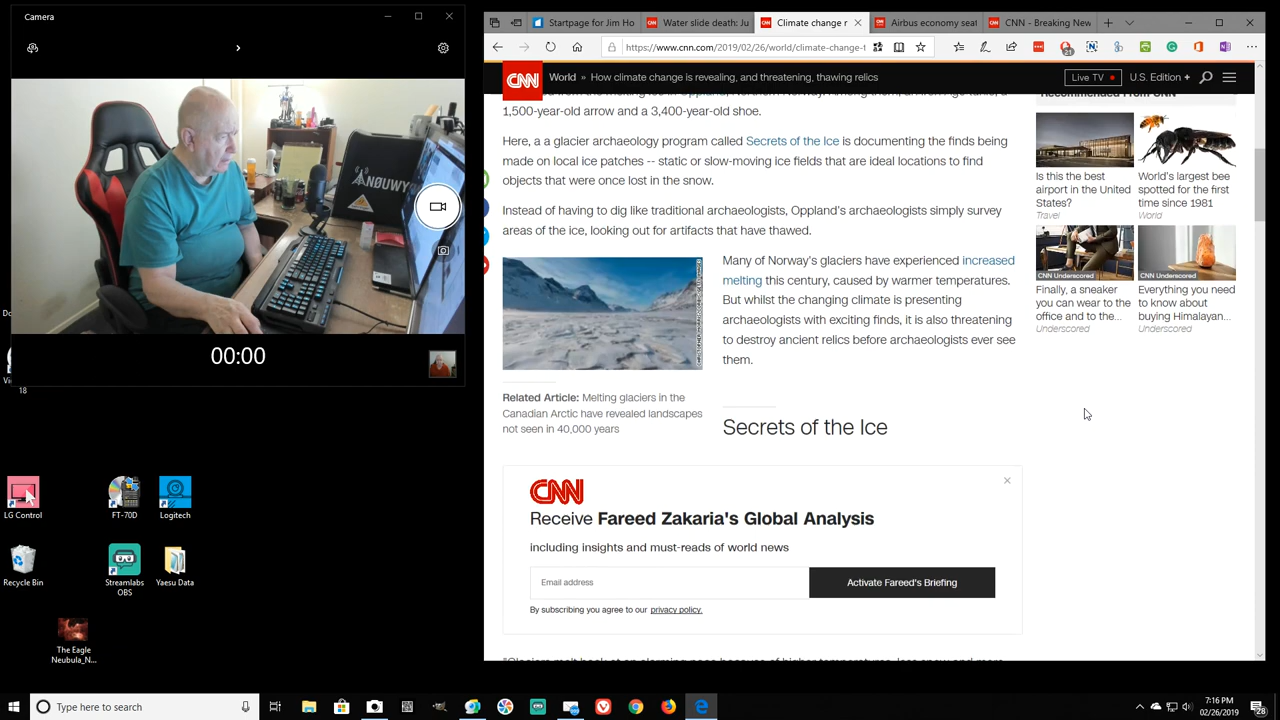 Camera
00:00
ANØUWY
18
LG Control
FT-70D
Logitech
Recycle Bin
Streamlabs
OBS
Yaesu Data
The Eagle
Neubula_N...
Startpage for Jim Ho
Water slide death: Ju
Climate change r
Airbus economy seat
CNN - Breaking New
https://www.cnn.com/2019/02/26/world/climate-change-t
21
CNN
World » How climate change is revealing, and threatening, thawing relics
Live TV
U.S. Edition +
1,500-year-old arrow and a 3,400-year-old shoe.
Here, a a glacier archaeology program called Secrets of the Ice is documenting the finds being
made on local ice patches -- static or slow-moving ice fields that are ideal locations to find
objects that were once lost in the snow.
Instead of having to dig like traditional archaeologists, Oppland's archaeologists simply survey
areas of the ice, looking out for artifacts that have thawed.
Many of Norway's glaciers have experienced increased
melting this century, caused by warmer temperatures.
But whilst the changing climate is presenting
archaeologists with exciting finds, it is also threatening
to destroy ancient relics before archaeologists ever see
them.
Related Article: Melting glaciers in the
Canadian Arctic have revealed landscapes
not seen in 40,000 years
Secrets of the Ice
CNN
Receive Fareed Zakaria's Global Analysis
including insights and must-reads of world news
Email address
Activate Fareed's Briefing
By subscribing you agree to our privacy policy.
Recommended From CNN
Is this the best
airport in the United
States?
Travel
World's largest bee
spotted for the first
time since 1981
World
CNN Underscored
Finally, a sneaker
you can wear to the
office and to the...
Underscored
CNN Underscored
Everything you need
to know about
buying Himalayan...
Underscored
Type here to search
7:16 PM
02/26/2019
28